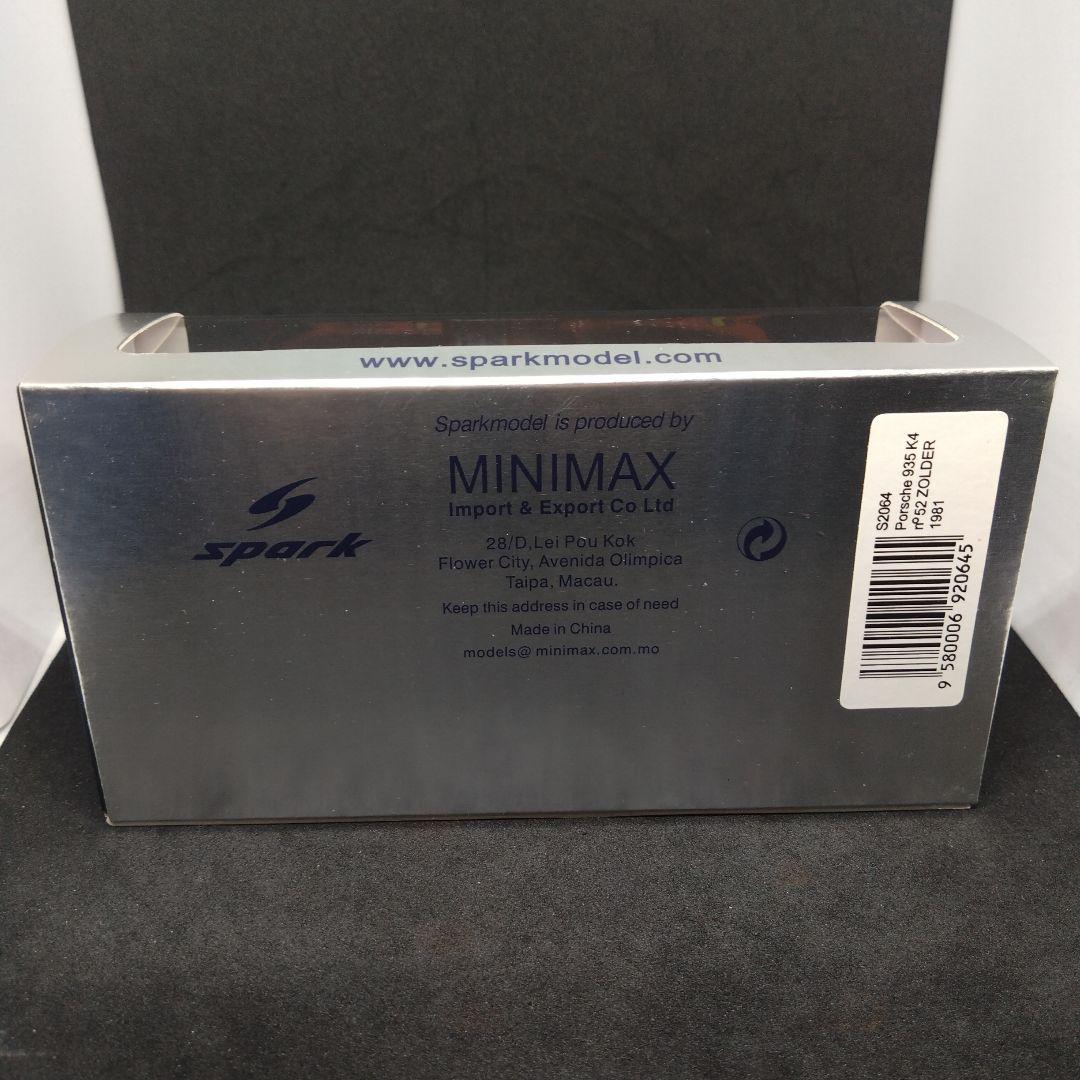 www.sparkmodel.com
Sparkmodel is produced by
MINIMAX
Import & Export Co Ltd
spark
28/D,Lei Pou Kok
Flower City, Avenida Olimpica
Taipa, Macau.
Keep this address in case of need
Made in China
models@ minimax.com.mo
S2064
Porsche 935 K4
nº 52 ZOLDER
1981
9 580006 920645